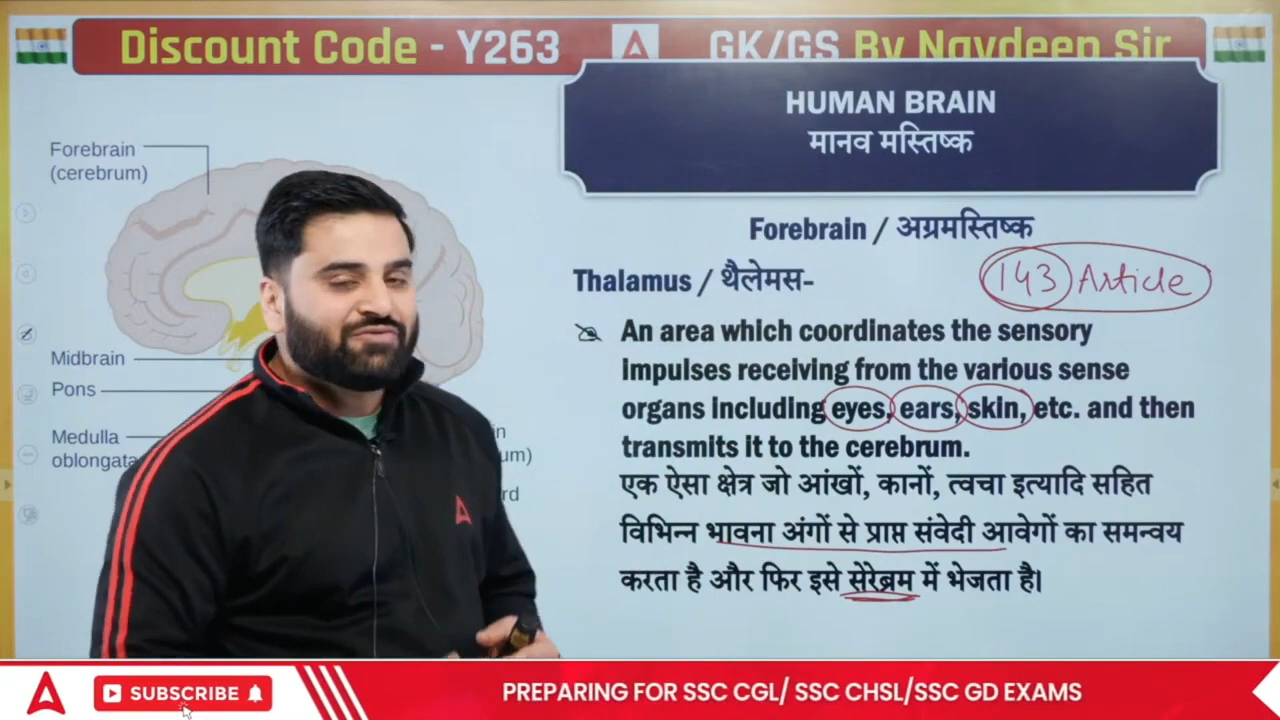 Discount Code - Y263
GK/GS By Navdeep Sir
HUMAN BRAIN
मानव मस्तिष्क
Forebrain
(cerebrum)
Midbrain
Pons
Medulla
oblongata
Forebrain / अग्रमस्तिष्क
Thalamus / थैलेमस-
143 Article
An area which coordinates the sensory
impulses receiving from the various sense
organs including eyes, ears, skin, etc. and then
transmits it to the cerebrum.
एक ऐसा क्षेत्र जो आंखों, कानों, त्वचा इत्यादि सहित
विभिन्न भावना अंगों से प्राप्त संवेदी आवेगों का समन्वय
करता है और फिर इसे सेरेब्रम में भेजता है।
SUBSCRIBE
PREPARING FOR SSC CGL/ SSC CHSL/SSC GD EXAMS